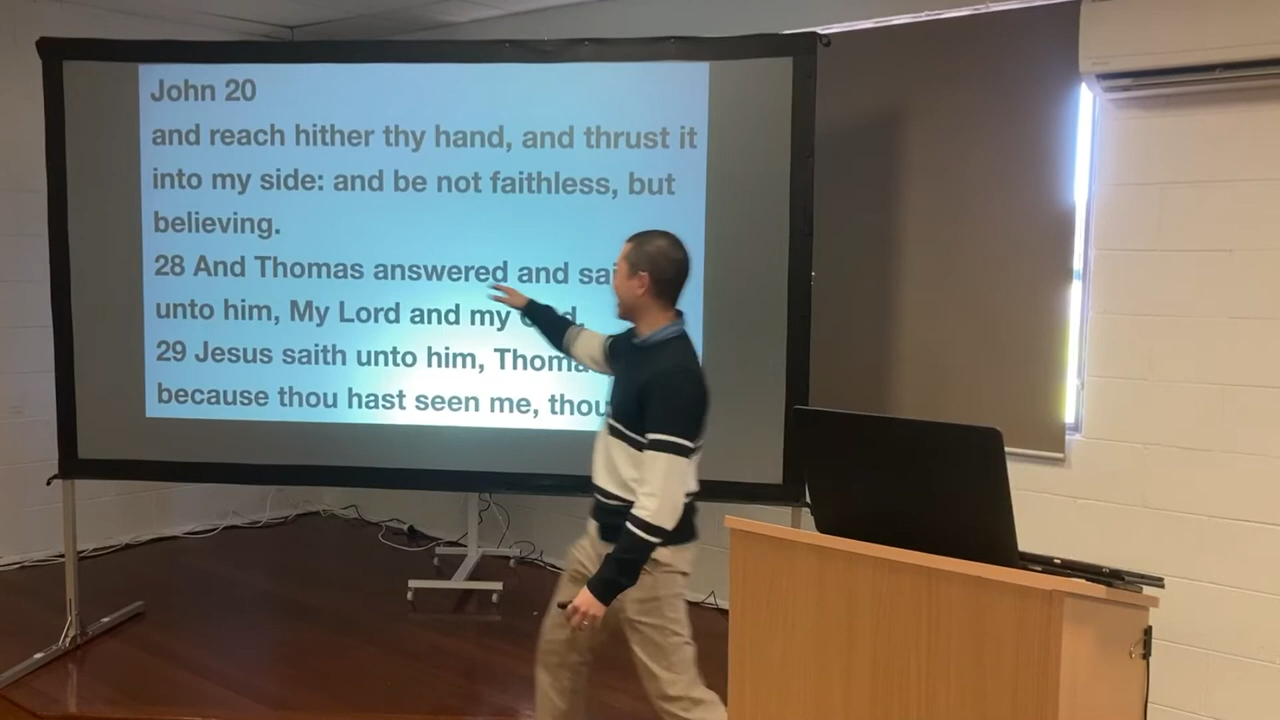 John 20
and reach hither thy hand, and thrust it
into my side: and be not faithless, but
believing.
28 And Thomas answered and sai
unto him, My Lord and my
29 Jesus saith unto him, Thoma
because thou hast seen me, thou